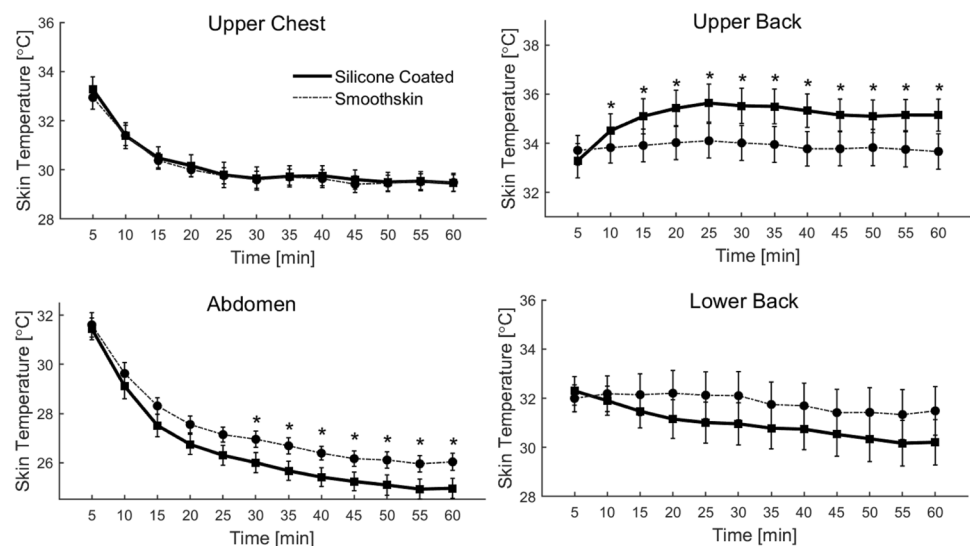 Upper Chest
Skin Temperature [°C]
36
34
32
30
28
Silicone Coated
Smoothskin
5 10 15 20 25 30 35 40 45 50 55 60
Time [min]
Upper Back
Skin Temperature [°C]
38
36
34
32
* * * * * * * * * * *
5 10 15 20 25 30 35 40 45 50 55 60
Time [min]
Abdomen
Skin Temperature [°C]
32
30
28
26
* * * * * * *
5 10 15 20 25 30 35 40 45 50 55 60
Time [min]
Lower Back
Skin Temperature [°C]
36
34
32
30
28
5 10 15 20 25 30 35 40 45 50 55 60
Time [min]